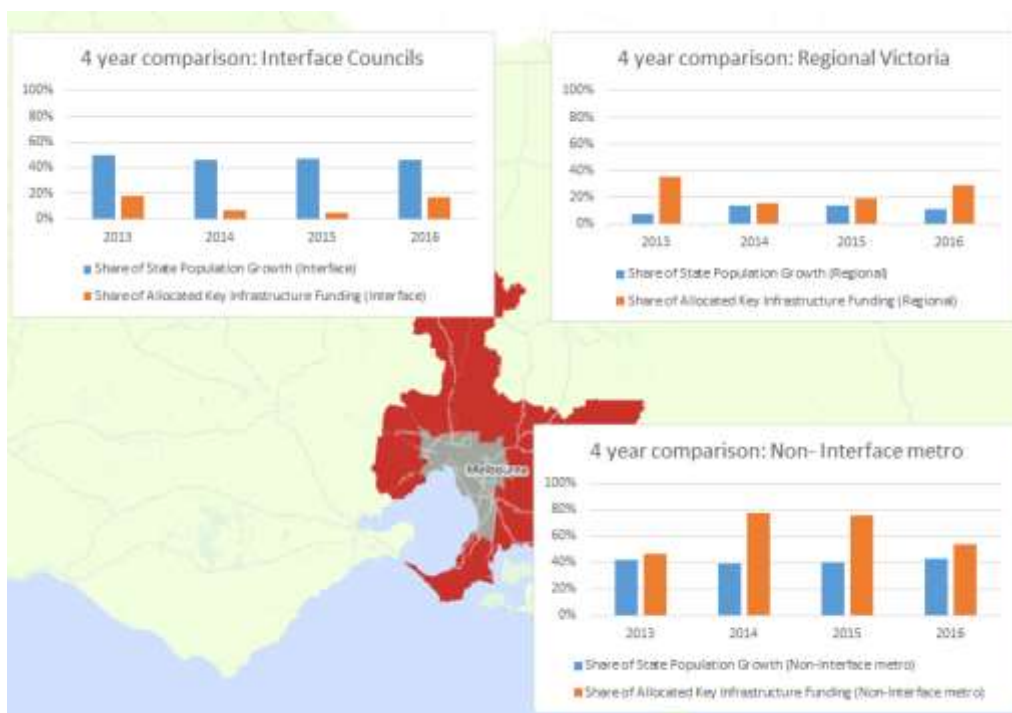 4 year comparison: Interface Councils
100%
80%
60%
40%
20%
0%
2013 2014 2015 2016
Share of State Population Growth (Interface)
Share of Allocated Key Infrastructure Funding (Interface)
4 year comparison: Regional Victoria
100%
80%
60%
40%
20%
0%
2013 2014 2015 2016
Share of State Population Growth (Regional)
Share of Allocated Key Infrastructure Funding (Regional)
Melbourne
4 year comparison: Non- Interface metro
100%
80%
60%
40%
20%
0%
2013 2014 2015 2016
Share of State Population Growth (Non-Interface metro)
Share of Allocated Key Infrastructure Funding (Non-Interface metro)